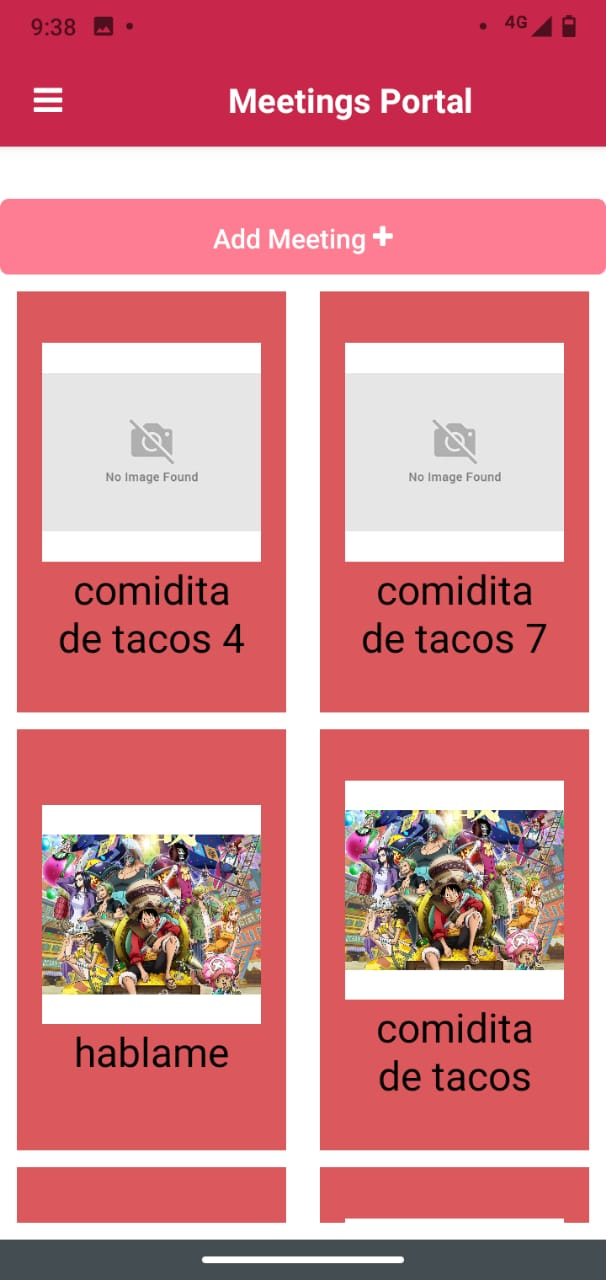 9:38
4G
Meetings Portal
Add Meeting
No Image Found
No Image Found
comidita
de tacos 4
comidita
de tacos 7
hablame
comidita
de tacos